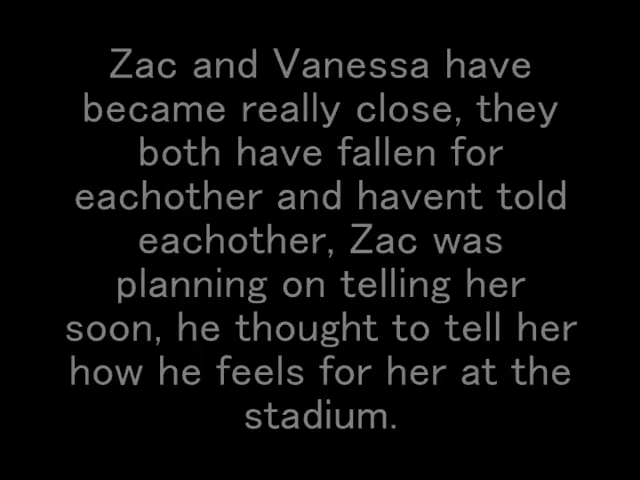 Zac and Vanessa have
became really close, they
both have fallen for
eachother and havent told
eachother, Zac was
planning on telling her
soon, he thought to tell her
how he feels for her at the
stadium.